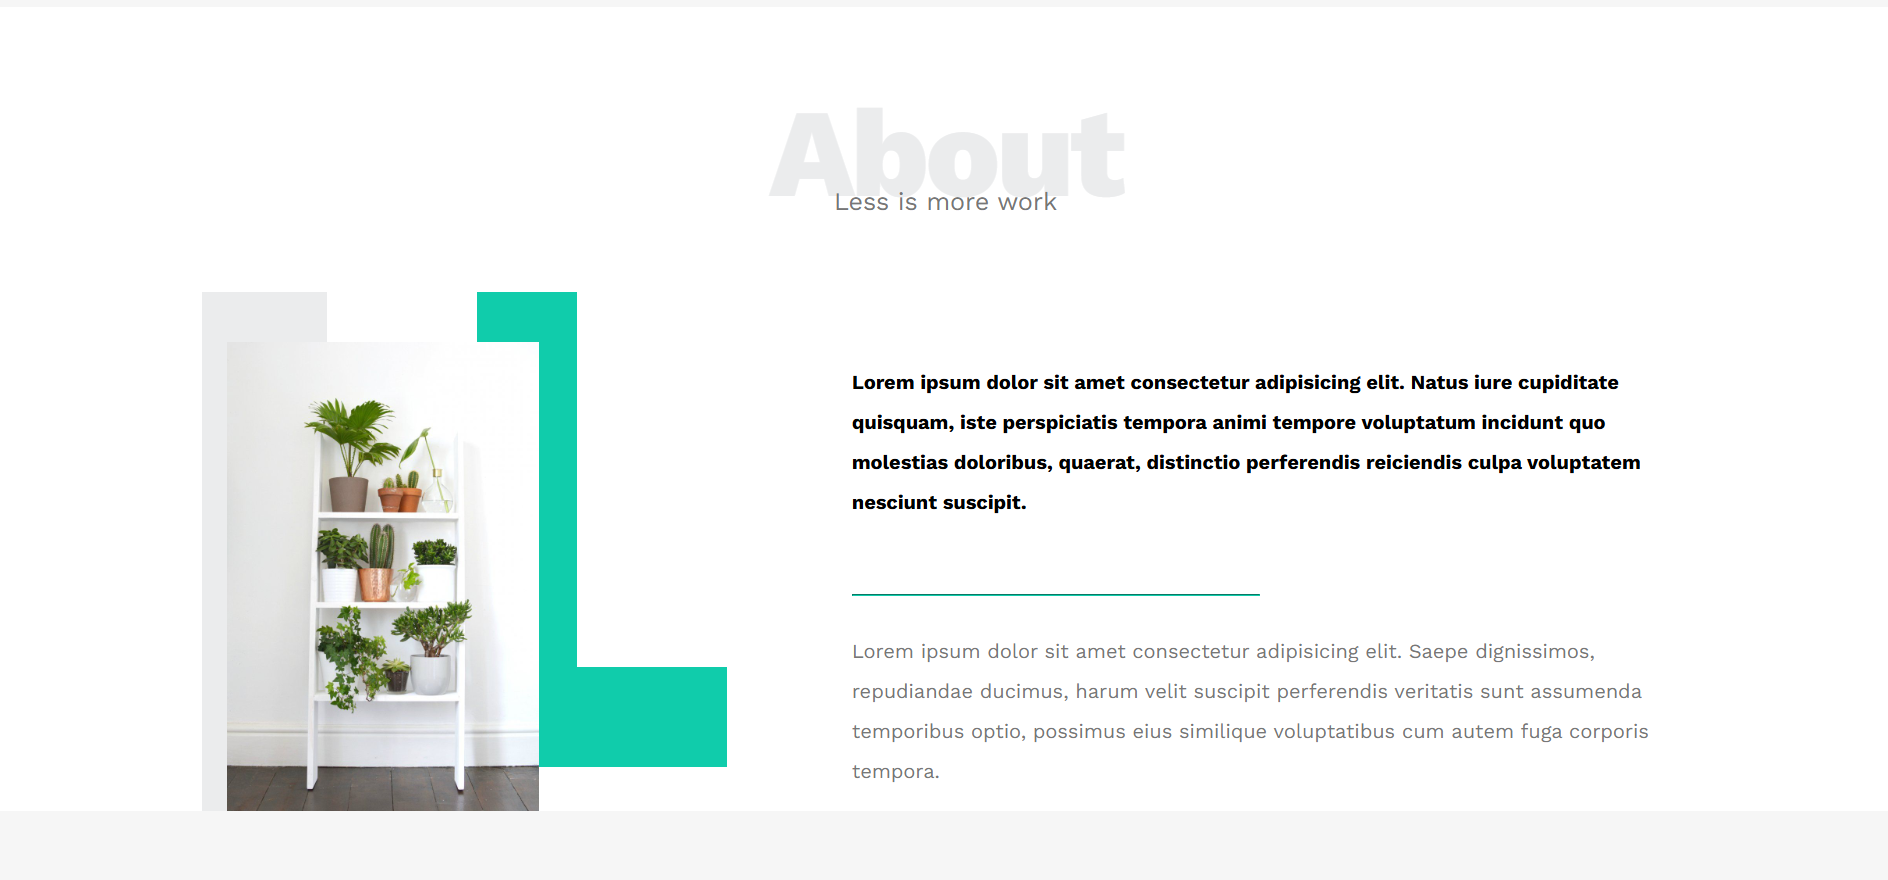 About
Less is more work
Lorem ipsum dolor sit amet consectetur adipisicing elit. Natus iure cupiditate
quisquam, iste perspiciatis tempora animi tempore voluptatum incidunt quo
molestias doloribus, quaerat, distinctio perferendis reiciendis culpa voluptatem
nesciunt suscipit.
Lorem ipsum dolor sit amet consectetur adipisicing elit. Saepe dignissimos,
repudiandae ducimus, harum velit suscipit perferendis veritatis sunt assumenda
temporibus optio, possimus eius similique voluptatibus cum autem fuga corporis
tempora.